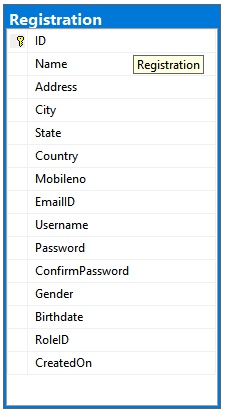 Registration
ID
Name
Registration
Address
City
State
Country
Mobileno
EmailID
Username
Password
ConfirmPassword
Gender
Birthdate
RoleID
CreatedOn